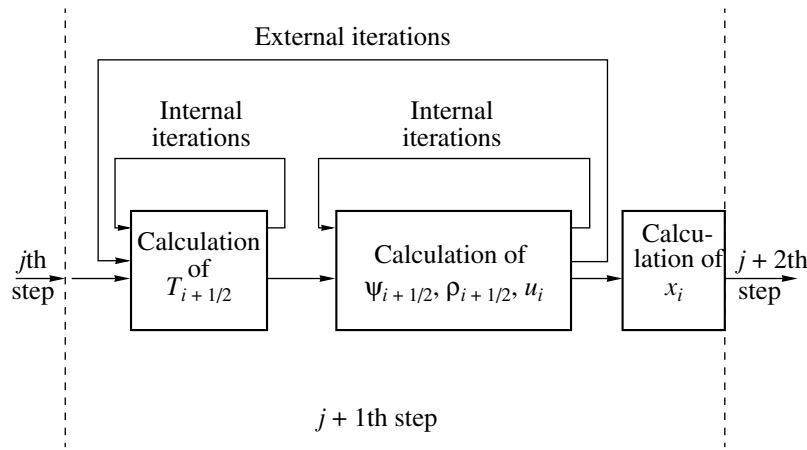 External iterations
Internal
iterations
Internal
iterations
jth
step
Calculation
of
T_{i + 1/2}
Calculation of
ψ_{i + 1/2}, ρ_{i + 1/2}, u_i
Calcu-
lation of
x_i
j + 2th
step
j + 1th step